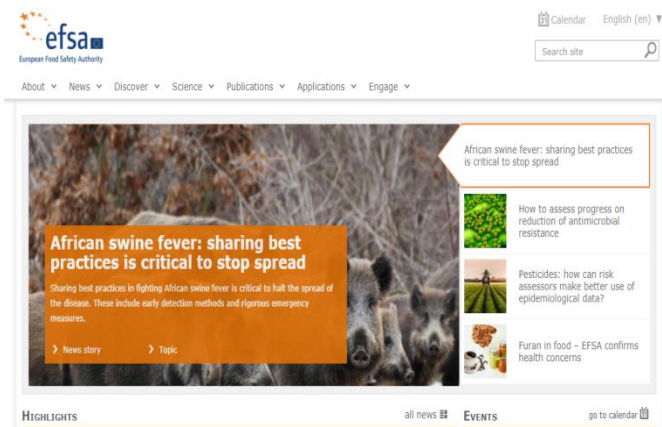 Calendar English (en)
efsa
European Food Safety Authority
Search site
About News Discover Science Publications Applications Engage
African swine fever: sharing best practices
is critical to stop spread
How to assess progress on
reduction of antimicrobial
resistance
African swine fever: sharing best
practices is critical to stop spread
Sharing best practices in fighting African swine fever is critical to halt the spread of
the disease. These include early detection methods and rigorous emergency
measures.
News story Topic
Pesticides: how can risk
assessors make better use of
epidemiological data?
Furan in food – EFSA confirms
health concerns
HIGHLIGHTS all news EVENTS go to calendar